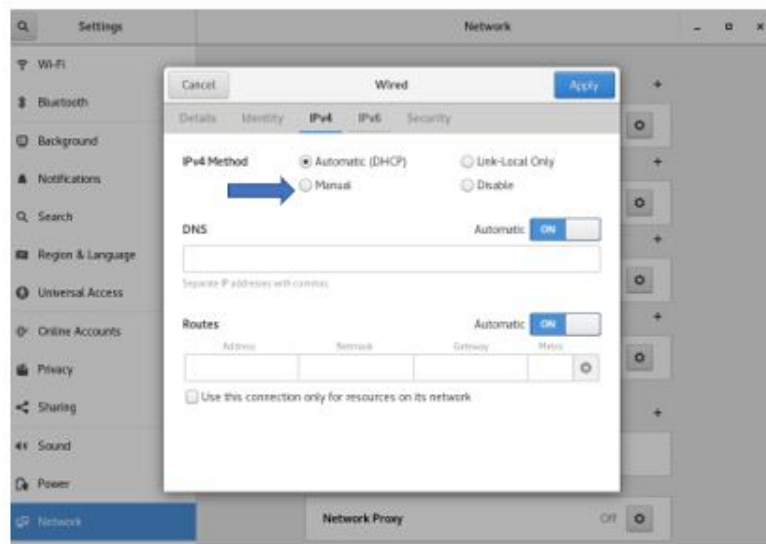 Settings
Network
Wi-Fi
Bluetooth
Background
Notifications
Search
Region & Language
Universal Access
Online Accounts
Privacy
Sharing
Sound
Power
Network
Cancel
Wired
Apply
Details Identity IPv4 IPv6 Security
IPv4 Method
Automatic (DHCP)
Link-Local Only
Manual
Disable
DNS
Automatic ON
Separate IP addresses with commas
Routes
Automatic ON
Address Netmask Gateway Metric
Use this connection only for resources on its network
Network Proxy
Off